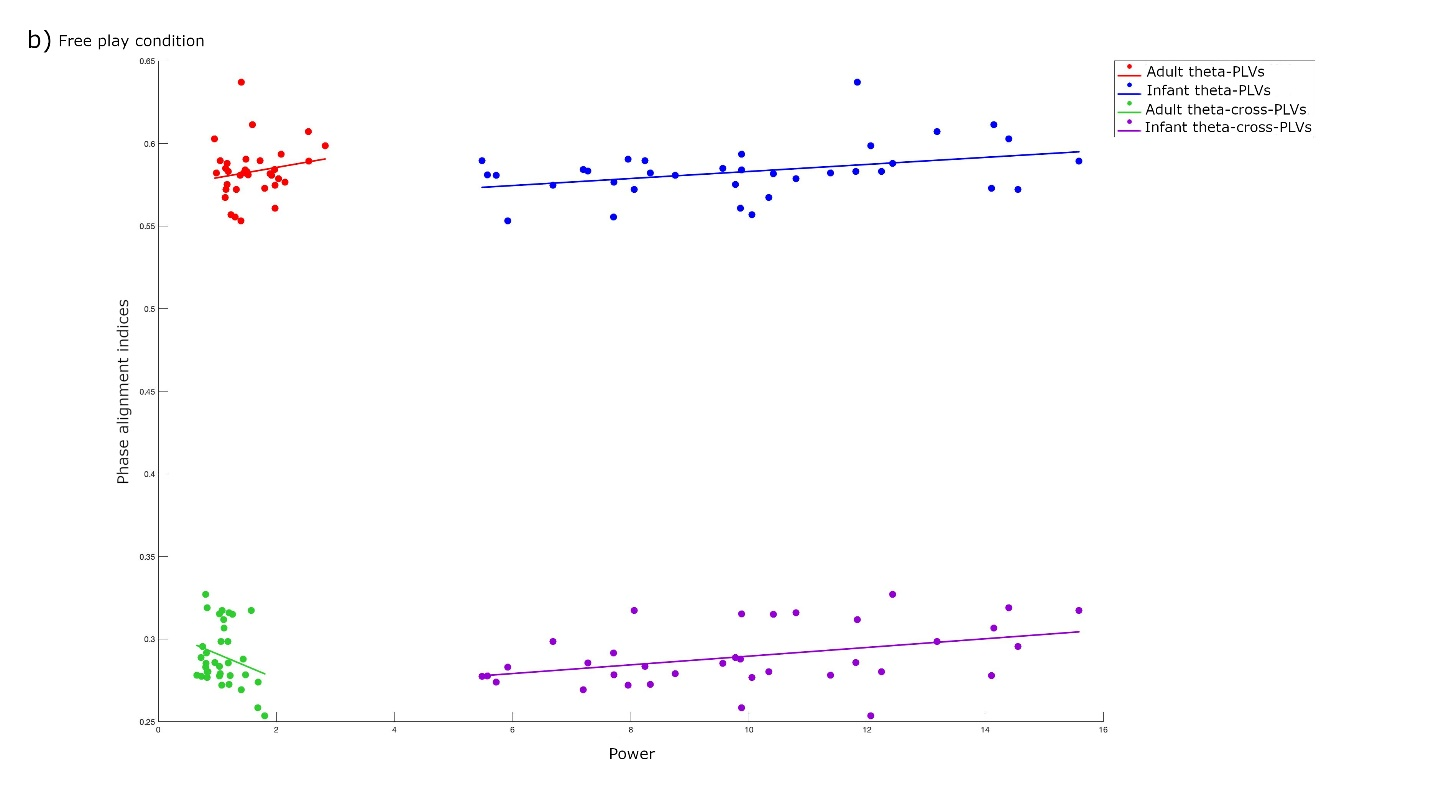 b) Free play condition
0.65
0.6
0.55
0.5
0.45
0.4
0.35
0.3
0.25
0 2 4 6 8 10 12 14 16
Phase alignment indices
Power
Adult theta-PLVs
Infant theta-PLVs
Adult theta-cross-PLVs
Infant theta-cross-PLVs